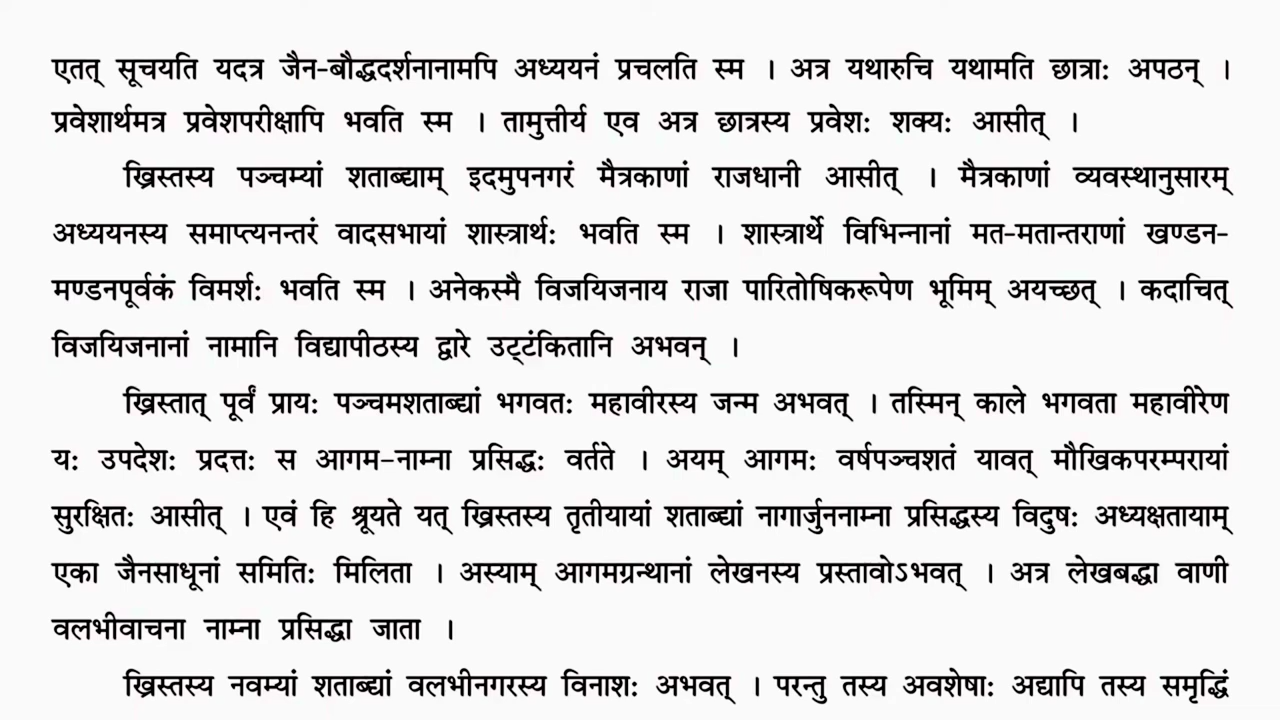 एतत् सूचयति यदत्र जैन-बौद्धदर्शनानामपि अध्ययनं प्रचलति स्म । अत्र यथारुचि यथामति छात्रा: अपठन् ।
प्रवेशार्थमत्र प्रवेशपरीक्षापि भवति स्म । तामुत्तीर्य एव अत्र छात्रस्य प्रवेश: शक्य: आसीत् ।
ख्रिस्तस्य पञ्चम्यां शताब्द्याम् इदमुपनगरं मैत्रकाणां राजधानी आसीत् । मैत्रकाणां व्यवस्थानुसारम्
अध्ययनस्य समाप्त्यनन्तरं वादसभायां शास्त्रार्थ: भवति स्म । शास्त्रार्थे विभिन्नानां मत-मतान्तराणां खण्डन-
मण्डनपूर्वकं विमर्श: भवति स्म । अनेकस्मै विजयिजनाय राजा पारितोषिकरूपेण भूमिम् अयच्छत् । कदाचित्
विजयिजनानां नामानि विद्यापीठस्य द्वारे उट्टंकितानि अभवन् ।
ख्रिस्तात् पूर्वं प्राय: पञ्चमशताब्द्यां भगवत: महावीरस्य जन्म अभवत् । तस्मिन् काले भगवता महावीरेण
य: उपदेश: प्रदत्त: स आगम-नाम्ना प्रसिद्ध: वर्तते । अयम् आगम: वर्षपञ्चशतं यावत् मौखिकपरम्परायां
सुरक्षित: आसीत् । एवं हि श्रूयते यत् ख्रिस्तस्य तृतीयायां शताब्द्यां नागार्जुननाम्ना प्रसिद्धस्य विदुष: अध्यक्षतायाम्
एका जैनसाधूनां समिति: मिलिता । अस्याम् आगमग्रन्थानां लेखनस्य प्रस्तावोऽभवत् । अत्र लेखबद्धा वाणी
वलभीवाचना नाम्ना प्रसिद्धा जाता ।
ख्रिस्तस्य नवम्यां शताब्द्यां वलभीनगरस्य विनाश: अभवत् । परन्तु तस्य अवशेषा: अद्यापि तस्य समृद्धिं